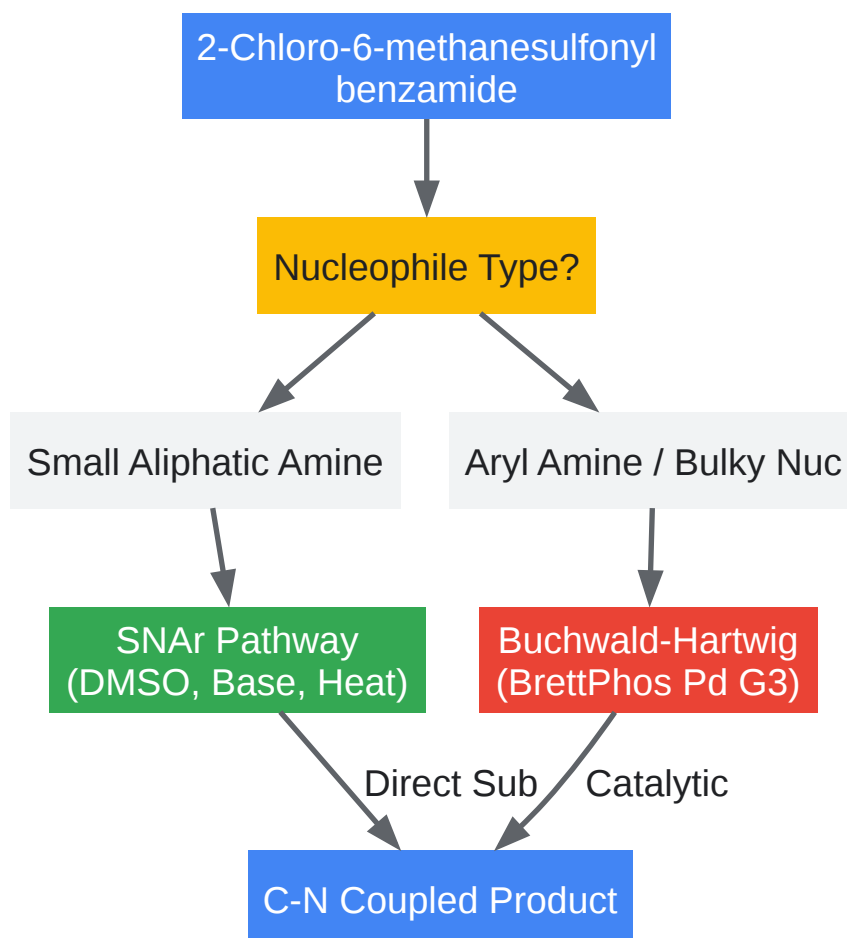 2-Chloro-6-methanesulfonyl
benzamide
Nucleophile Type?
Small Aliphatic Amine
Aryl Amine / Bulky Nuc
SNAr Pathway
(DMSO, Base, Heat)
Buchwald-Hartwig
(BrettPhos Pd G3)
Direct Sub
Catalytic
C-N Coupled Product